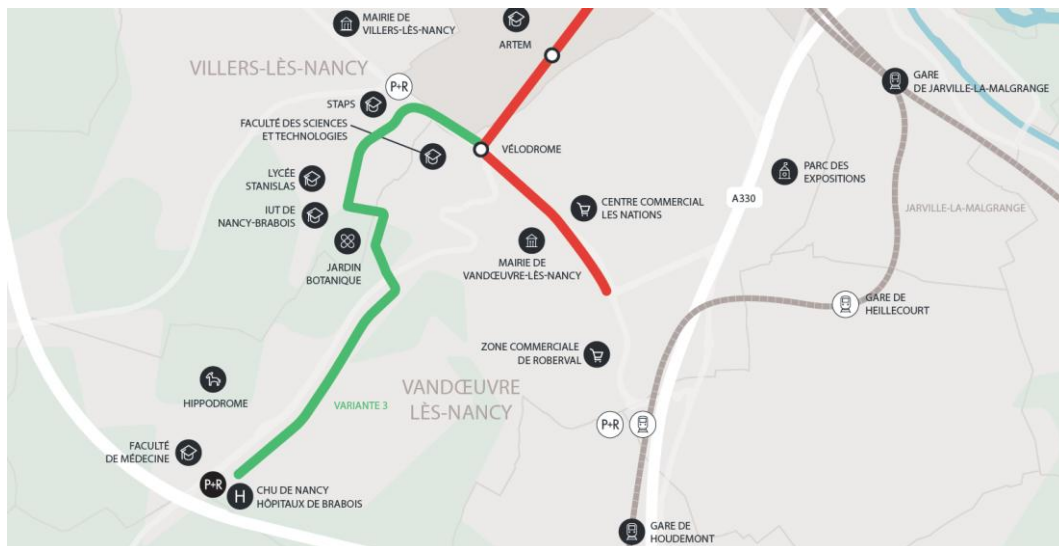 MAIRIE DE
VILLERS-LÈS-NANCY
ARTEM
VILLERS-LÈS-NANCY
P+R
STAPS
GARE
DE JARVILLE-LA-MALGRANGE
FACULTÉ DES SCIENCES
ET TECHNOLOGIES
VÉLODROME
LYCÉE
STANISLAS
PARC DES
EXPOSITIONS
A330
CENTRE COMMERCIAL
LES NATIONS
JARVILLE-LA-MALGRANGE
IUT DE
NANCY-BRABOIS
JARDIN
BOTANIQUE
MAIRIE DE
VANDŒUVRE-LÈS-NANCY
GARE DE
HEILLECOURT
ZONE COMMERCIALE
DE ROBERVAL
HIPPODROME
VARIANTE 3
VANDŒUVRE
LÈS-NANCY
P+R
FACULTÉ
DE MÉDECINE
P+R
H
CHU DE NANCY
HÔPITAUX DE BRABOIS
GARE DE
HOUDEMONT